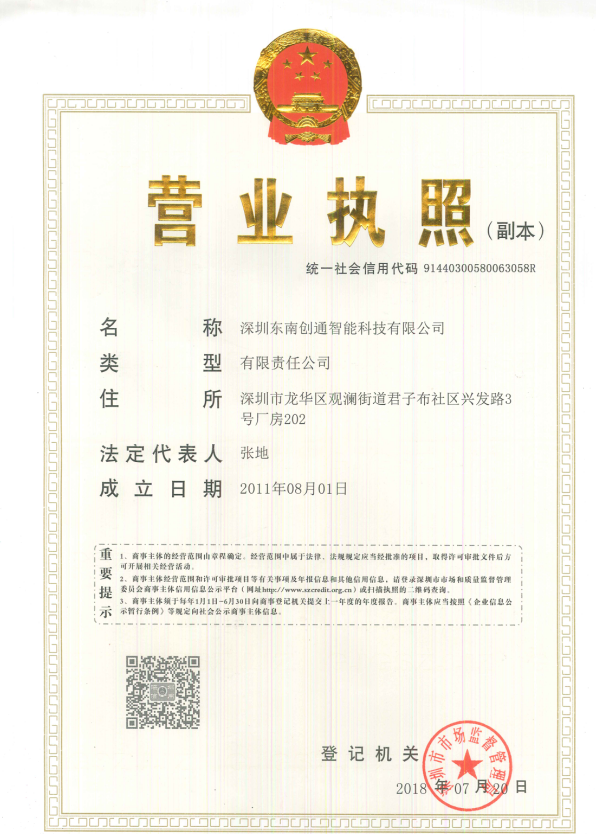 营业执照
(副本)
统一社会信用代码 91440300580063058R
名称 深圳东南创通智能科技有限公司
类型 有限责任公司
住所 深圳市龙华区观澜街道君子布社区兴发路3
号厂房202
法定代表人 张地
成立日期 2011年08月01日
重要提示
1．商事主体的经营范围由章程确定。经营范围中属于法律、法规规定应当经批准的项目，取得许可审批文件后方
可开展相关经营活动。
2．商事主体经营范围和许可审批项目等有关事项及年报信息和其他信用信息，请登录深圳市市场和质量监督管理
委员会商事主体信用信息公示平台（网址http://www.szcredit.org.cn）或扫描执照的二维码查询。
3．商事主体须于每年1月1日-6月30日向商事登记机关提交上一年度的年度报告。商事主体应当按照《企业信息公
示暂行条例》等规定向社会公示商事主体信息。
登记机关
深圳市市场监督管理局
2018 年 07 月 20 日